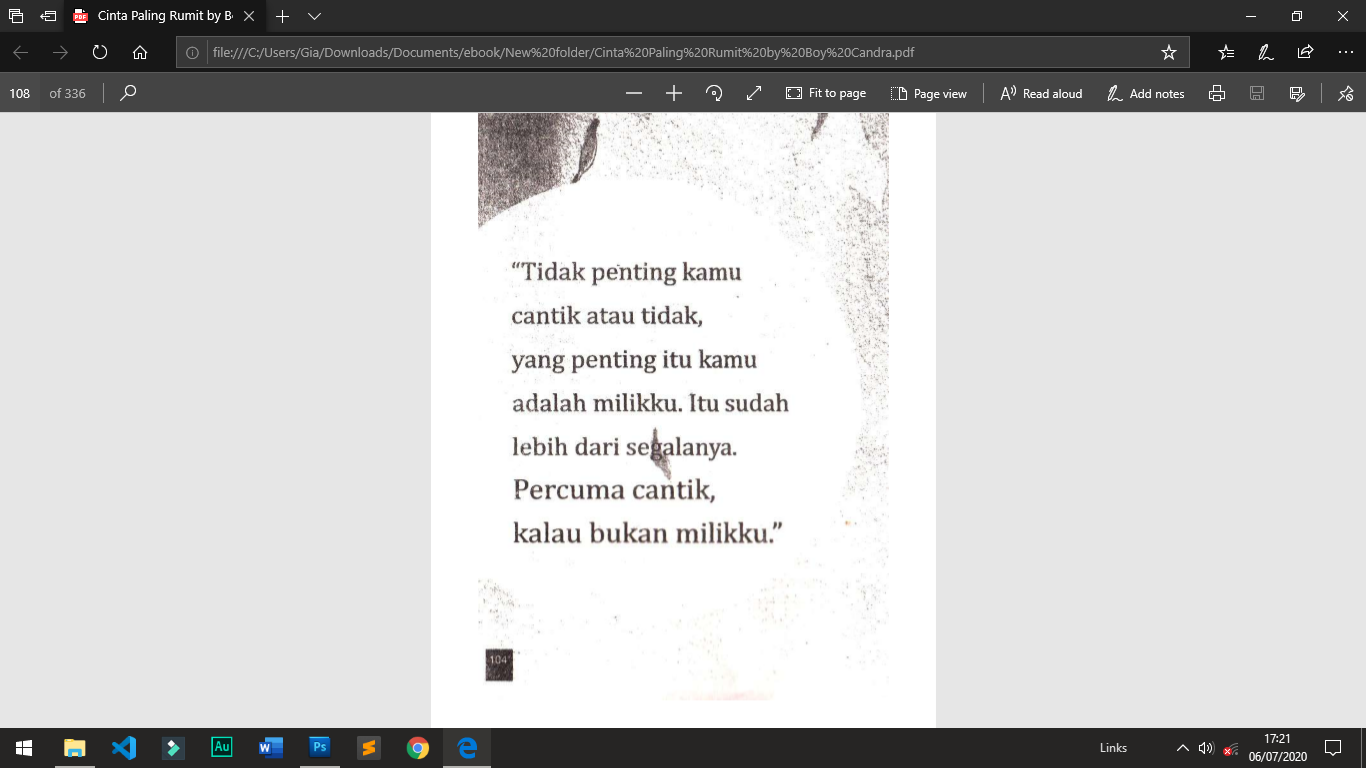 Cinta Paling Rumit by B
file:///C:/Users/Gia/Downloads/Documents/ebook/New%20folder/Cinta%20Paling%20Rumit%20by%20Boy%20Candra.pdf
108 of 336 Fit to page Page view Read aloud Add notes
“Tidak penting kamu
cantik atau tidak,
yang penting itu kamu
adalah milikku. Itu sudah
lebih dari segalanya.
Percuma cantik,
kalau bukan milikku.”
104
Links
17:21
06/07/2020